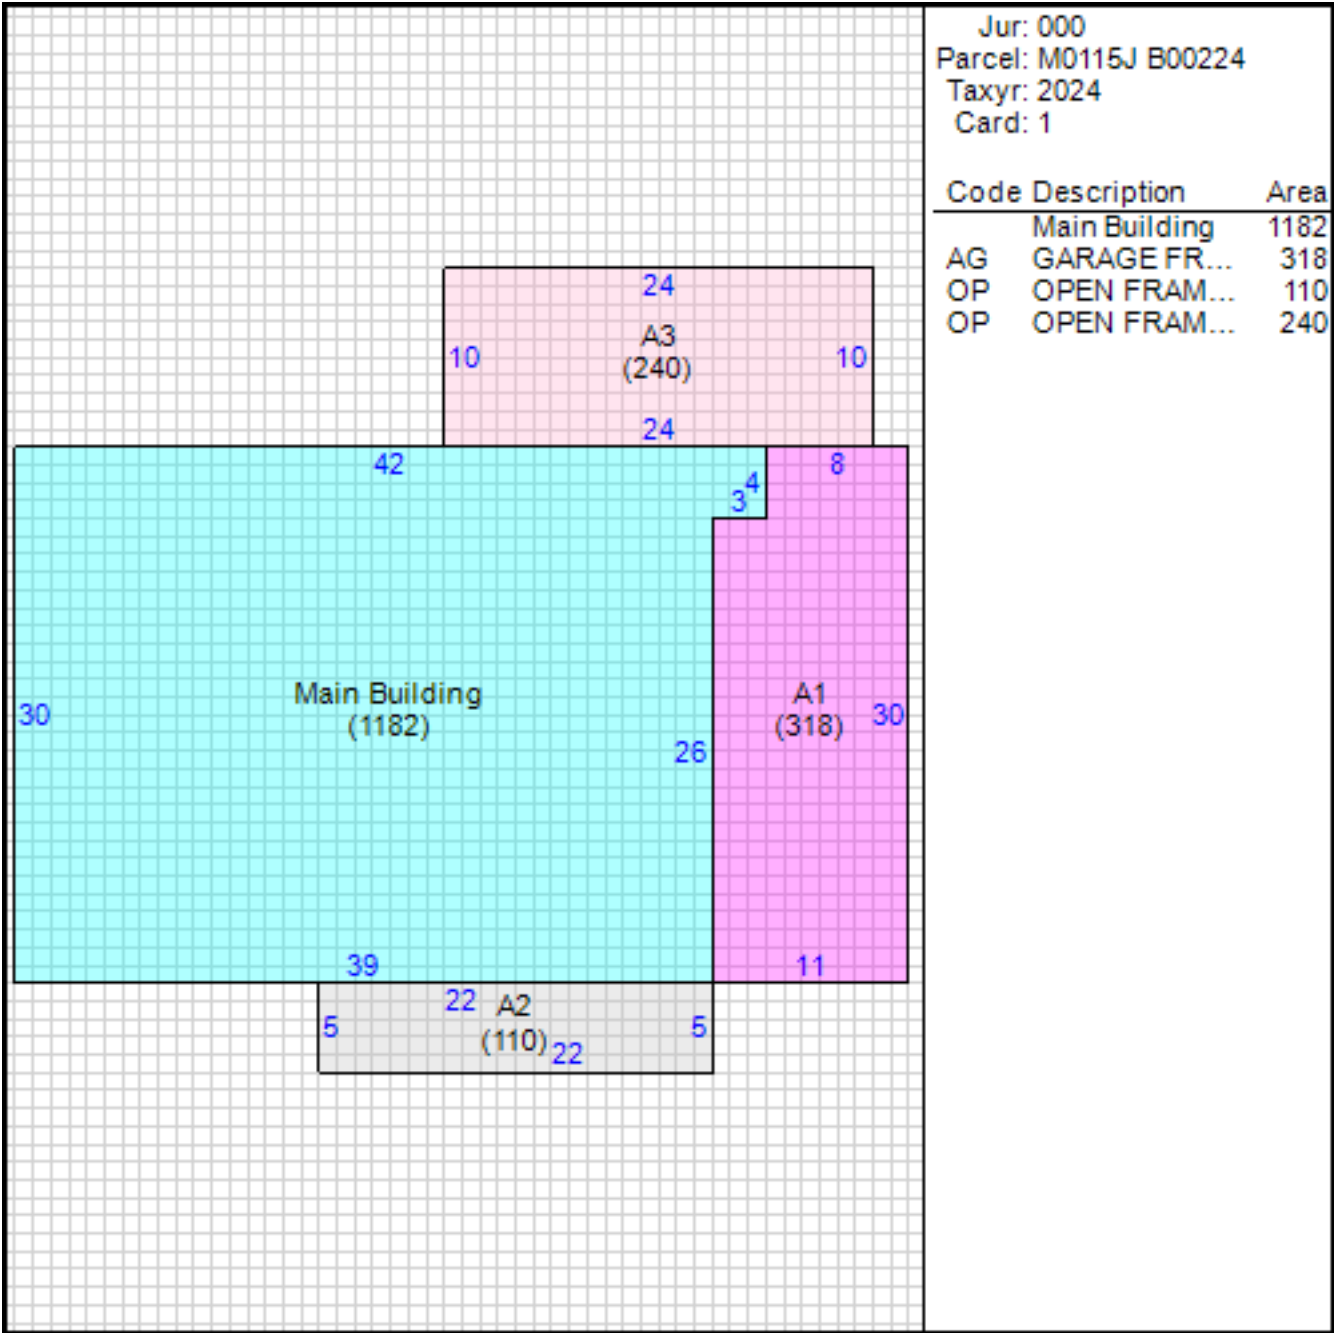 Jur: 000
Parcel: M0115J B00224
Taxyr: 2024
Card: 1
Code Description Area
Main Building 1182
AG GARAGE FR... 318
OP OPEN FRAM... 110
OP OPEN FRAM... 240
24
A3
10 (240) 10
24
42 8
4
3
Main Building A1
30 (1182) (318) 30
26
39 11
22 A2
5 (110) 5
22